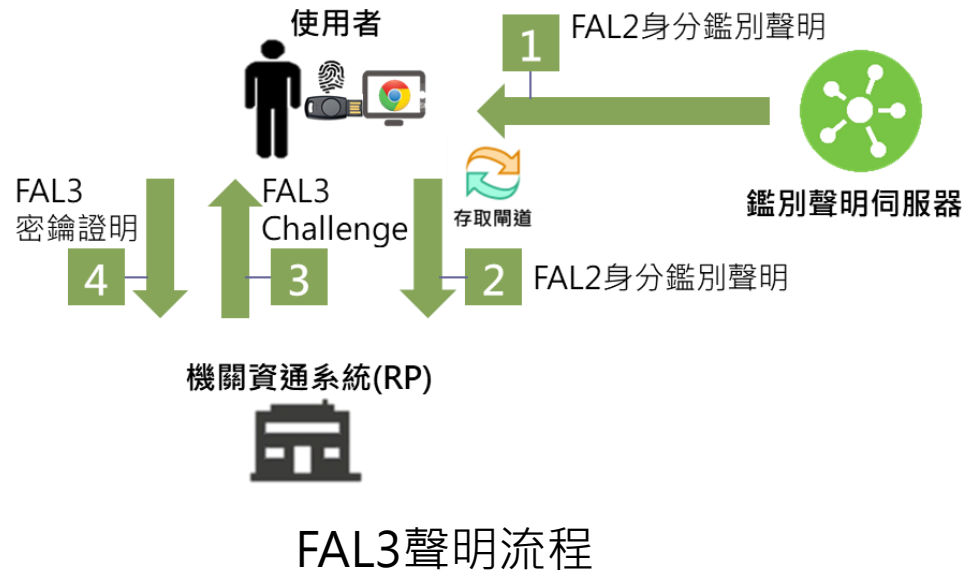 使用者
1
FAL2身分鑑別聲明
鑑別聲明伺服器
FAL3
密鑰證明
4
FAL3
Challenge
3
存取閘道
2
FAL2身分鑑別聲明
機關資通系統(RP)
FAL3聲明流程